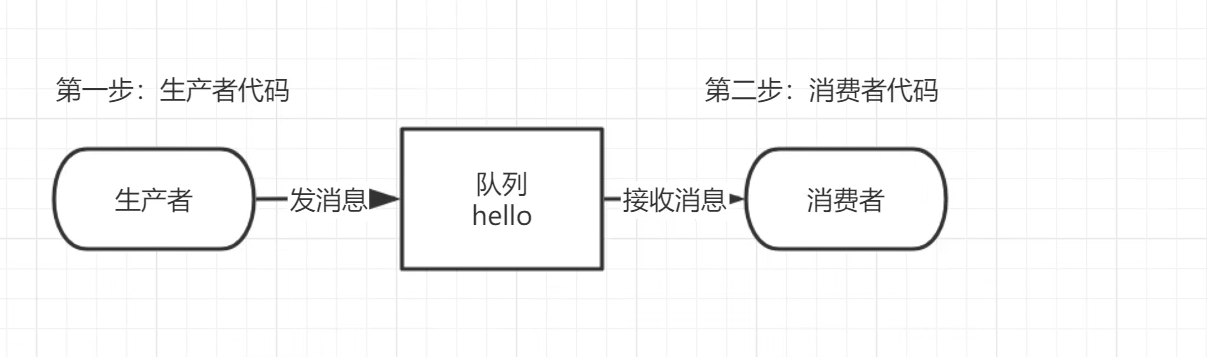 第一步：生产者代码
第二步：消费者代码
生产者
发消息
队列
hello
接收消息
消费者